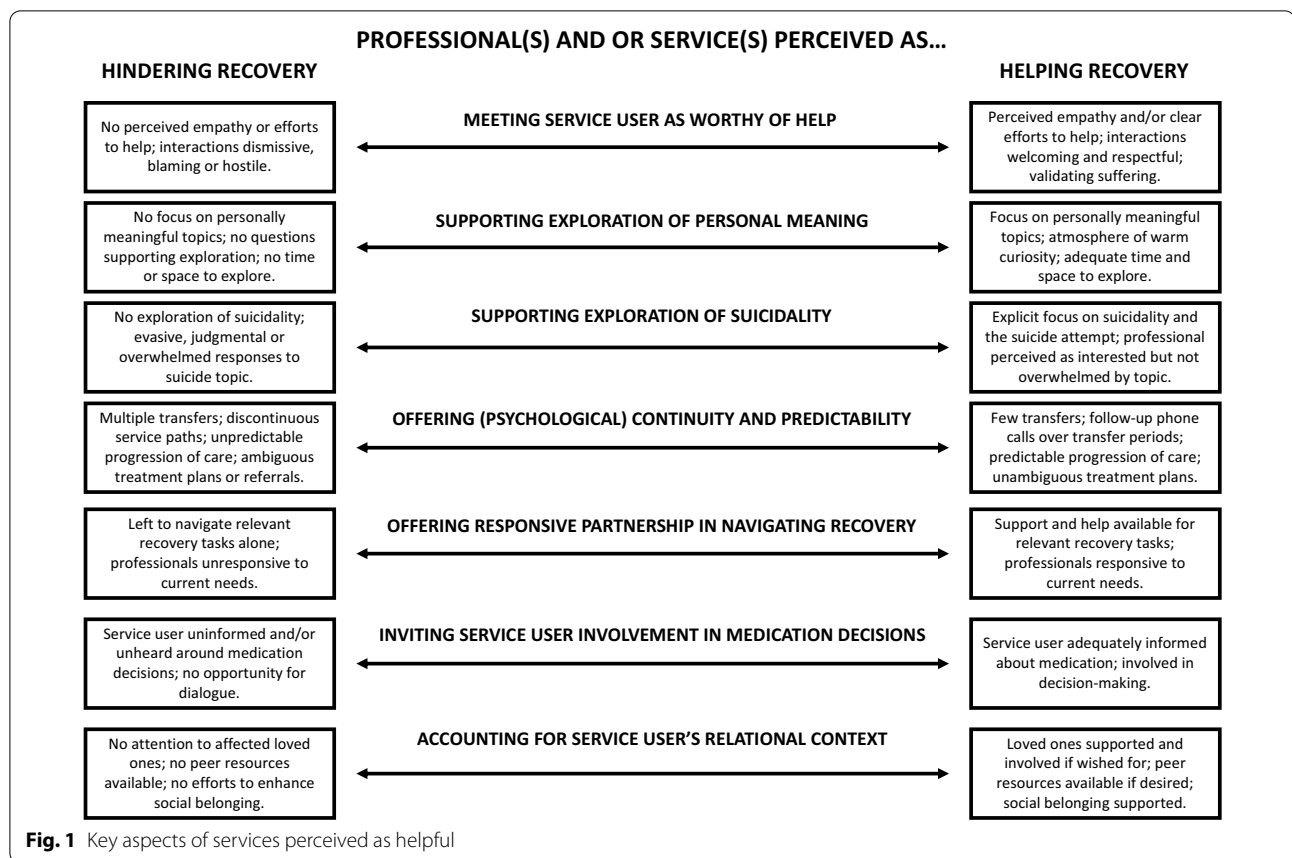 PROFESSIONAL(S) AND OR SERVICE(S) PERCEIVED AS...
HINDERING RECOVERY
HELPING RECOVERY
No perceived empathy or efforts
to help; interactions dismissive,
blaming or hostile.
MEETING SERVICE USER AS WORTHY OF HELP
Perceived empathy and/or clear
efforts to help; interactions
welcoming and respectful;
validating suffering.
No focus on personally
meaningful topics; no questions
supporting exploration; no time
or space to explore.
SUPPORTING EXPLORATION OF PERSONAL MEANING
Focus on personally meaningful
topics; atmosphere of warm
curiosity; adequate time and
space to explore.
No exploration of suicidality;
evasive, judgmental or
overwhelmed responses to
suicide topic.
SUPPORTING EXPLORATION OF SUICIDALITY
Explicit focus on suicidality and
the suicide attempt; professional
perceived as interested but not
overwhelmed by topic.
Multiple transfers; discontinuous
service paths; unpredictable
progression of care; ambiguous
treatment plans or referrals.
OFFERING (PSYCHOLOGICAL) CONTINUITY AND PREDICTABILITY
Few transfers; follow-up phone
calls over transfer periods;
predictable progression of care;
unambiguous treatment plans.
Left to navigate relevant
recovery tasks alone;
professionals unresponsive to
current needs.
OFFERING RESPONSIVE PARTNERSHIP IN NAVIGATING RECOVERY
Support and help available for
relevant recovery tasks;
professionals responsive to
current needs.
Service user uninformed and/or
unheard around medication
decisions; no opportunity for
dialogue.
INVITING SERVICE USER INVOLVEMENT IN MEDICATION DECISIONS
Service user adequately informed
about medication; involved in
decision-making.
No attention to affected loved
ones; no peer resources
available; no efforts to enhance
social belonging.
ACCOUNTING FOR SERVICE USER'S RELATIONAL CONTEXT
Loved ones supported and
involved if wished for; peer
resources available if desired;
social belonging supported.
Fig. 1 Key aspects of services perceived as helpful